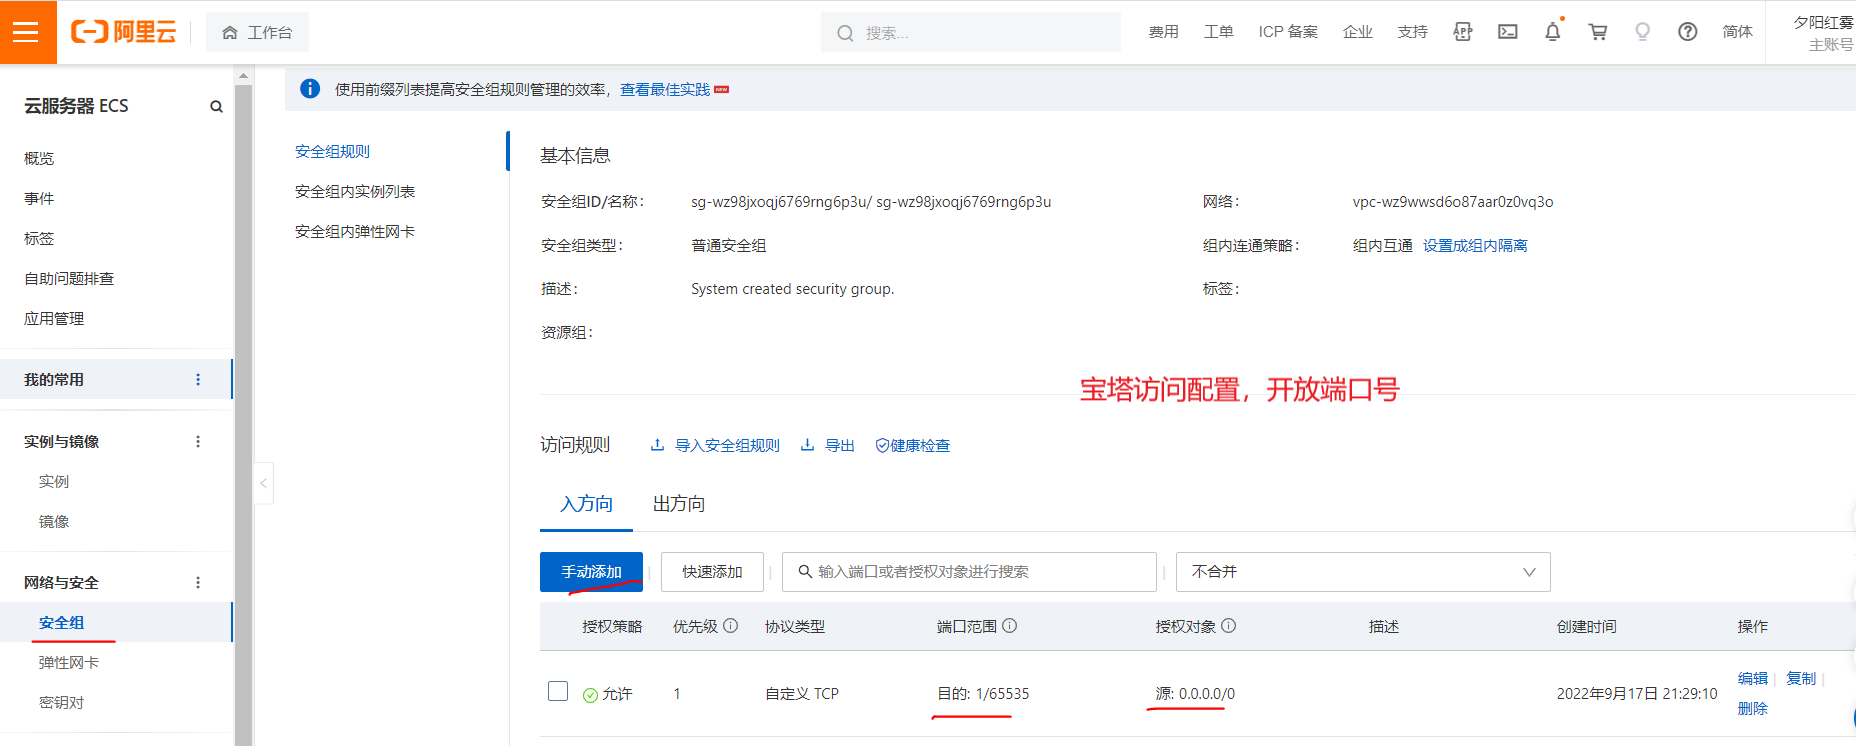 阿里云
工作台
搜索...
费用
工单
ICP 备案
企业
支持
APP
简体
夕阳红雾
主账号
云服务器 ECS
概览
事件
标签
自助问题排查
应用管理
我的常用
实例与镜像
实例
镜像
网络与安全
安全组
弹性网卡
密钥对
使用前缀列表提高安全组规则管理的效率，查看最佳实践 NEW
安全组规则
安全组内实例列表
安全组内弹性网卡
基本信息
安全组ID/名称： sg-wz98jxoqj6769rng6p3u/ sg-wz98jxoqj6769rng6p3u
网络： vpc-wz9wwsd6o87aar0z0vq3o
安全组类型： 普通安全组
组内连通策略： 组内互通 设置成组内隔离
描述： System created security group.
标签：
资源组：
宝塔访问配置，开放端口号
访问规则 导入安全组规则 导出 健康检查
入方向 出方向
手动添加 快速添加 输入端口或者授权对象进行搜索 不合并
授权策略 优先级 协议类型 端口范围 授权对象 描述 创建时间 操作
允许 1 自定义 TCP 目的: 1/65535 源: 0.0.0.0/0 2022年9月17日 21:29:10 编辑 复制
删除